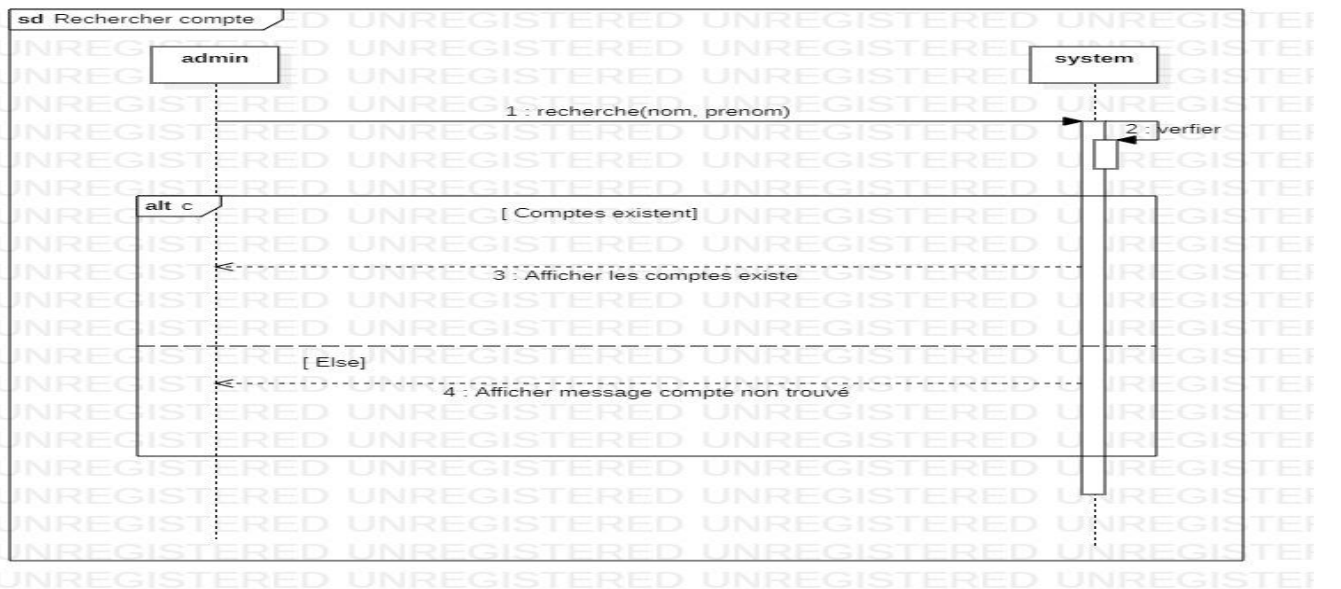 sd Rechercher compte
admin
system
1 : recherche(nom, prenom)
2 : verfier
alt c
[ Comptes existent]
3 : Afficher les comptes existe
[ Else]
4 : Afficher message compte non trouvé
UNREGISTERED